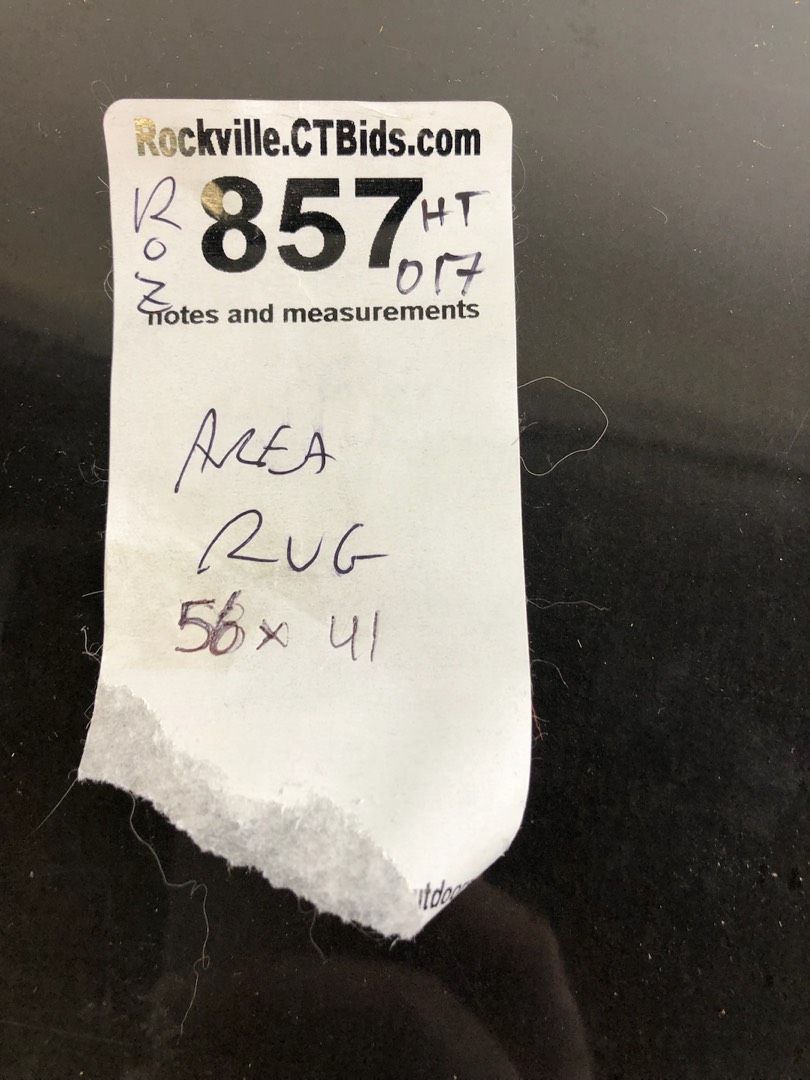 Rockville.CTBids.com
ROZ
857
HT
017
notes and measurements
AREA
RUG
56 x 41